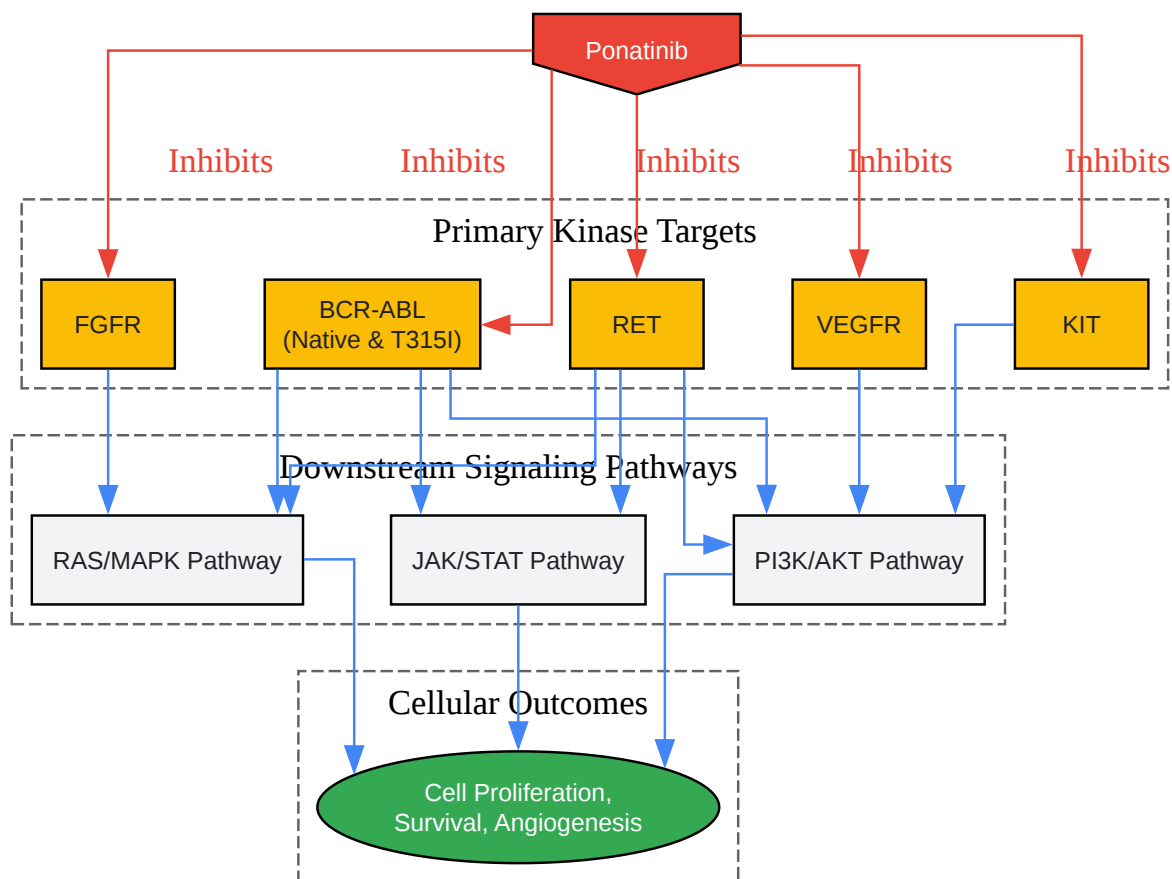 Ponatinib
Inhibits
Inhibits
Inhibits
Inhibits
Inhibits
Primary Kinase Targets
FGFR
BCR-ABL
(Native & T315I)
RET
VEGFR
KIT
Downstream Signaling Pathways
RAS/MAPK Pathway
JAK/STAT Pathway
PI3K/AKT Pathway
Cellular Outcomes
Cell Proliferation,
Survival, Angiogenesis